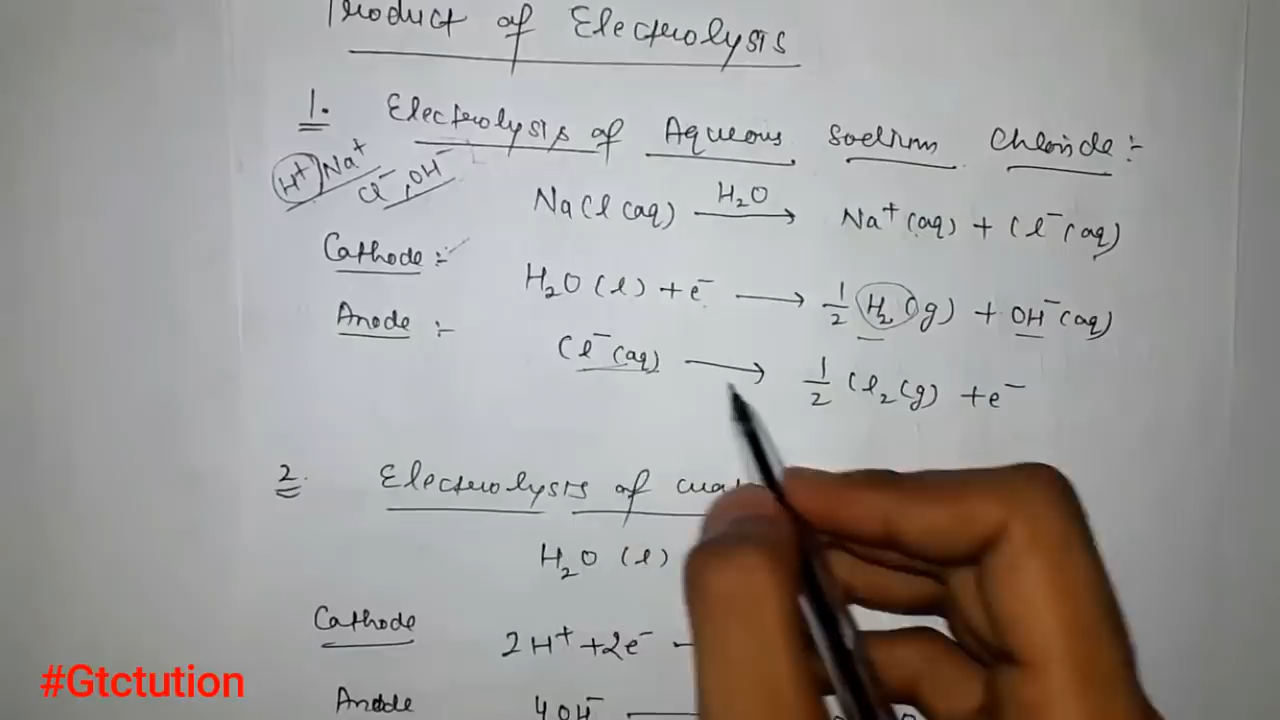 Product of Electrolysis
1. Electrolysis of Aqueous Sodium Chloride :-
H⁺, Na⁺
Cl⁻, OH⁻
NaCl (aq) ⟶ H₂O Na⁺ (aq) + Cl⁻ (aq)
Cathode :-
H₂O (l) + e⁻ ⟶ ½ H₂ (g) + OH⁻ (aq)
Anode :-
Cl⁻ (aq) ⟶ ½ Cl₂ (g) + e⁻
2. Electrolysis of
H₂O (l)
Cathode 2H⁺ + 2e⁻ —
Anode 4OH⁻ —
#Gtctution